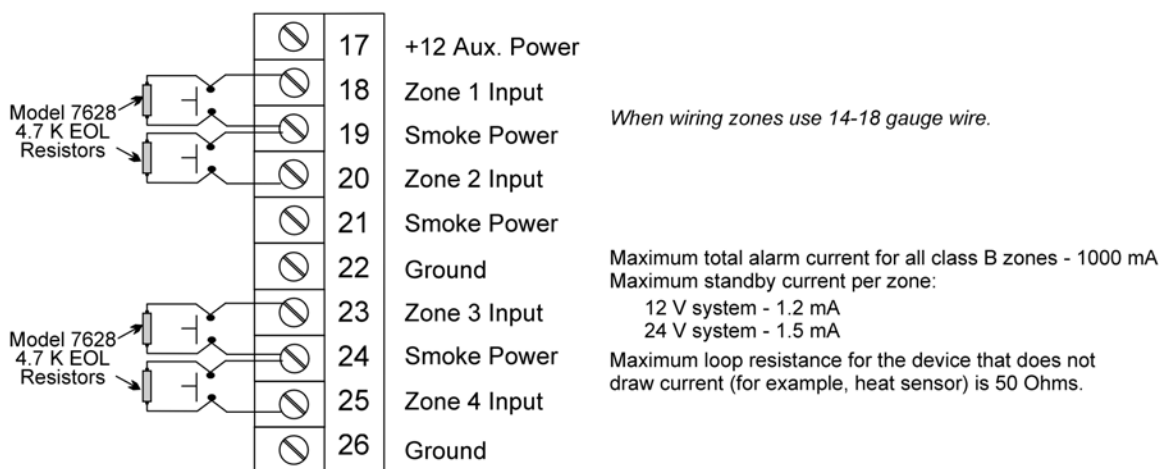 17 +12 Aux. Power
18 Zone 1 Input
19 Smoke Power
20 Zone 2 Input
21 Smoke Power
22 Ground
23 Zone 3 Input
24 Smoke Power
25 Zone 4 Input
26 Ground
Model 7628
4.7 K EOL
Resistors
Model 7628
4.7 K EOL
Resistors
When wiring zones use 14-18 gauge wire.
Maximum total alarm current for all class B zones - 1000 mA
Maximum standby current per zone:
12 V system - 1.2 mA
24 V system - 1.5 mA
Maximum loop resistance for the device that does not
draw current (for example, heat sensor) is 50 Ohms.